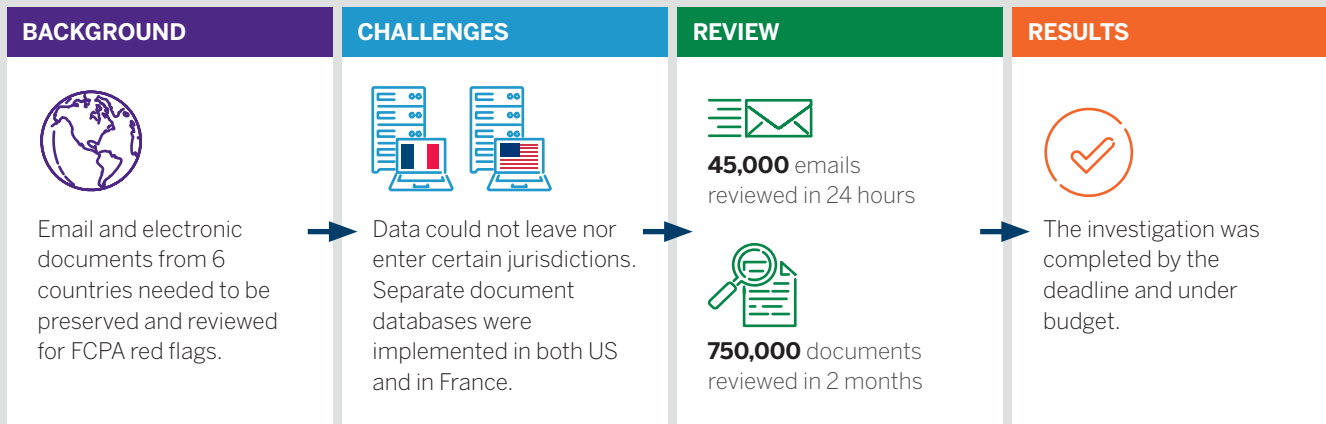 BACKGROUND
Email and electronic
documents from 6
countries needed to be
preserved and reviewed
for FCPA red flags.
CHALLENGES
Data could not leave nor
enter certain jurisdictions.
Separate document
databases were
implemented in both US
and in France.
REVIEW
45,000 emails
reviewed in 24 hours
750,000 documents
reviewed in 2 months
RESULTS
The investigation was
completed by the
deadline and under
budget.